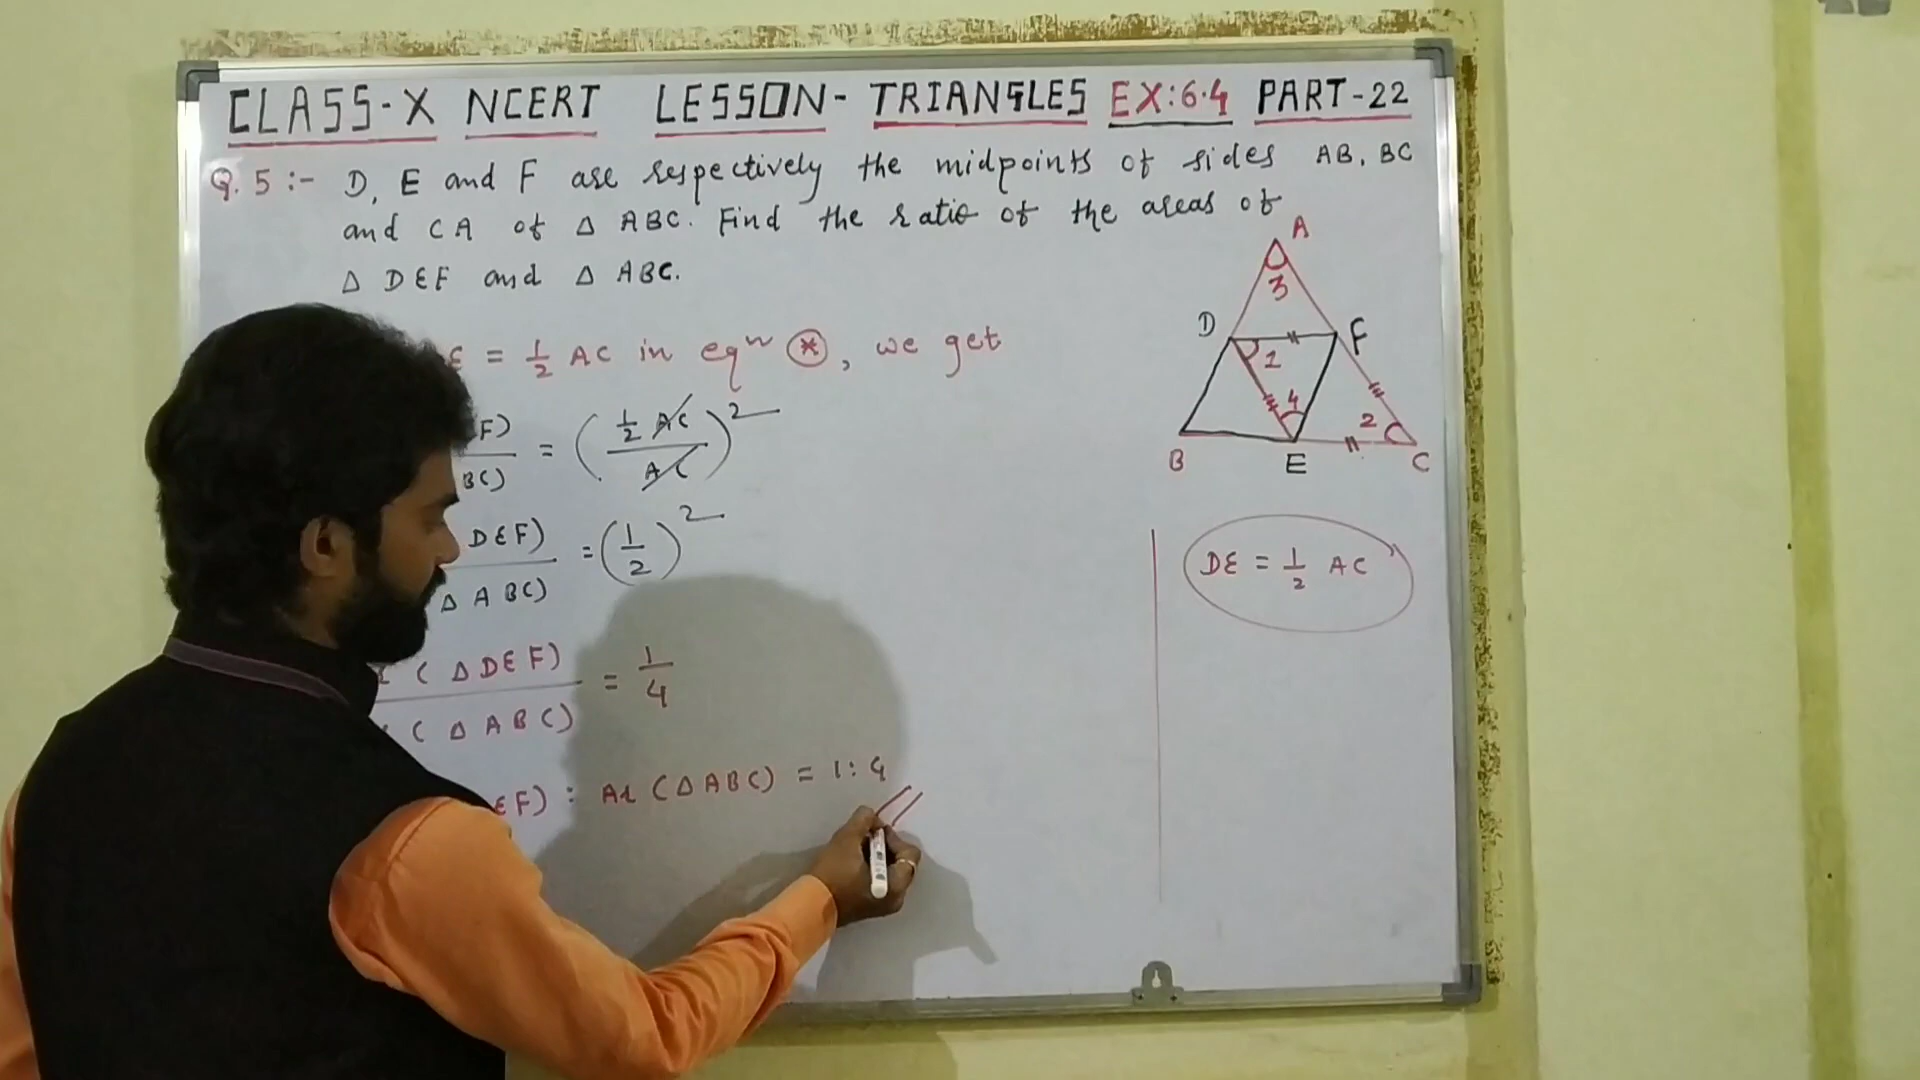 CLASS-X NCERT LESSON- TRIANGLES EX:6.4 PART-22
Q.5:- D, E and F are respectively the midpoints of sides AB, BC
and CA of Δ ABC. Find the ratio of the areas of
Δ DEF and Δ ABC.
E = 1/2 AC in eqn (*), we get
F) / BC) = (1/2 AC / AC)^2
DEF) / Δ ABC) = (1/2)^2
(Δ DEF) / (Δ ABC) = 1/4
EF) : Ar (Δ ABC) = 1:4
A
3
D
F
1
4
2
B
E
C
DE = 1/2 AC